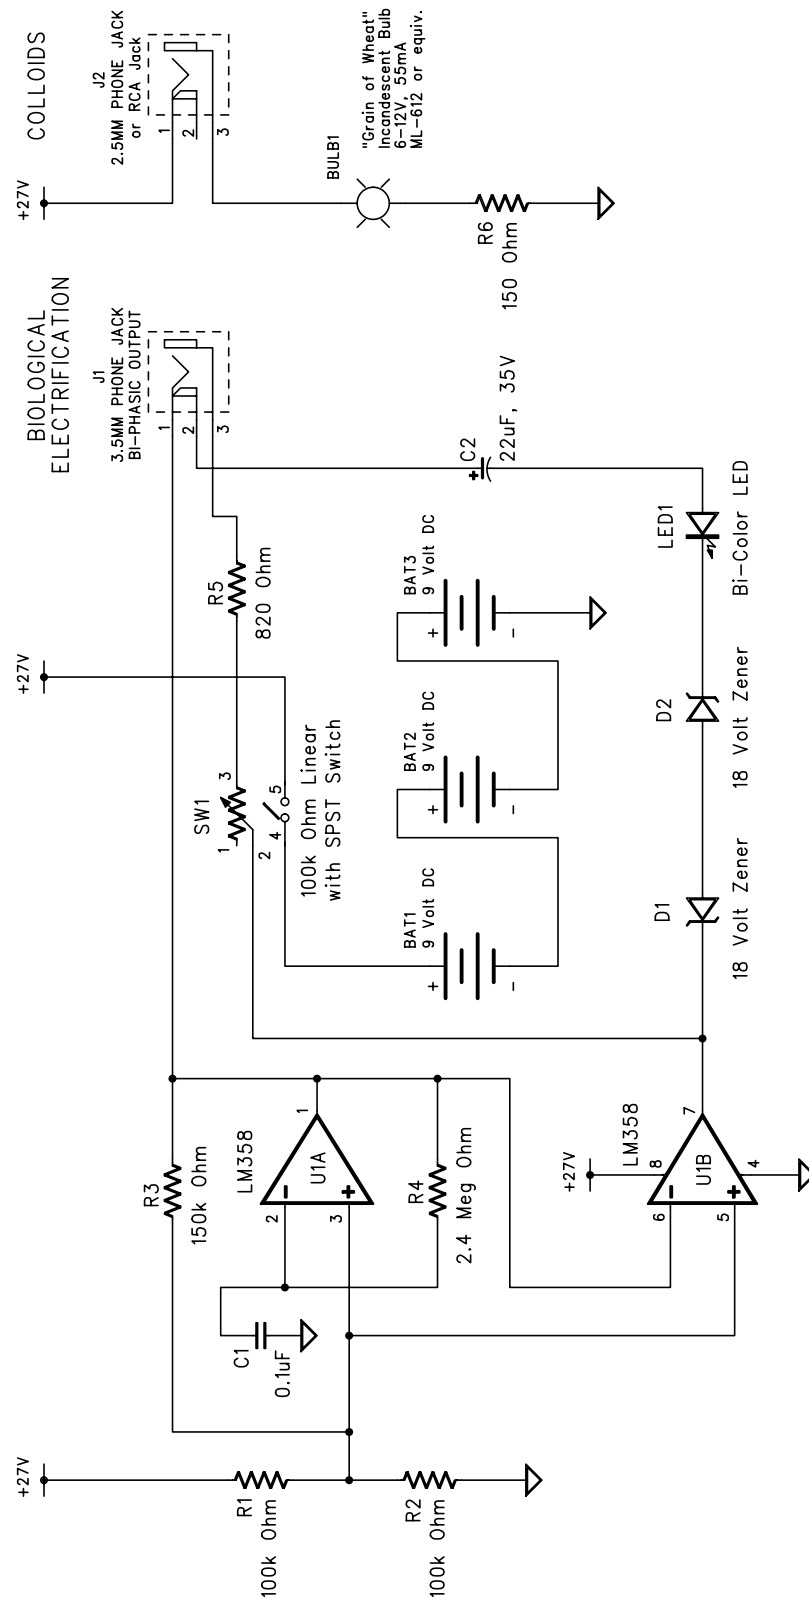 COLLOIDS
+27V
J2
2.5MM PHONE JACK
or RCA Jack
1
2
3
BULB1
"Grain of Wheat"
Incandescent Bulb
6-12V, 55mA
ML-612 or equiv.
R6
150 Ohm
BIOLOGICAL
ELECTRIFICATION
J1
3.5MM PHONE JACK
BI-PHASIC OUTPUT
1
2
3
R5
820 Ohm
C2
+
22uF, 35V
+27V
SW1
1
3
2
4
5
100k Ohm Linear
with SPST Switch
BAT1
9 Volt DC
+
-
BAT2
9 Volt DC
+
-
BAT3
9 Volt DC
+
-
LED1
Bi-Color LED
D2
18 Volt Zener
D1
18 Volt Zener
R3
150k Ohm
LM358
U1A
1
2
3
-
+
R4
2.4 Meg Ohm
C1
0.1uF
+27V
LM358
U1B
8
7
4
6
5
-
+
+27V
R1
100k Ohm
R2
100k Ohm